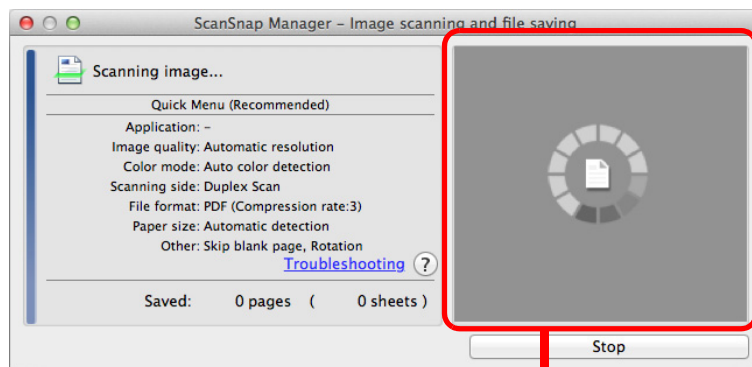 ScanSnap Manager – Image scanning and file saving
Scanning image...
Quick Menu (Recommended)
Application: –
Image quality: Automatic resolution
Color mode: Auto color detection
Scanning side: Duplex Scan
File format: PDF (Compression rate:3)
Paper size: Automatic detection
Other: Skip blank page, Rotation
Troubleshooting ?
Saved: 0 pages ( 0 sheets )
Stop